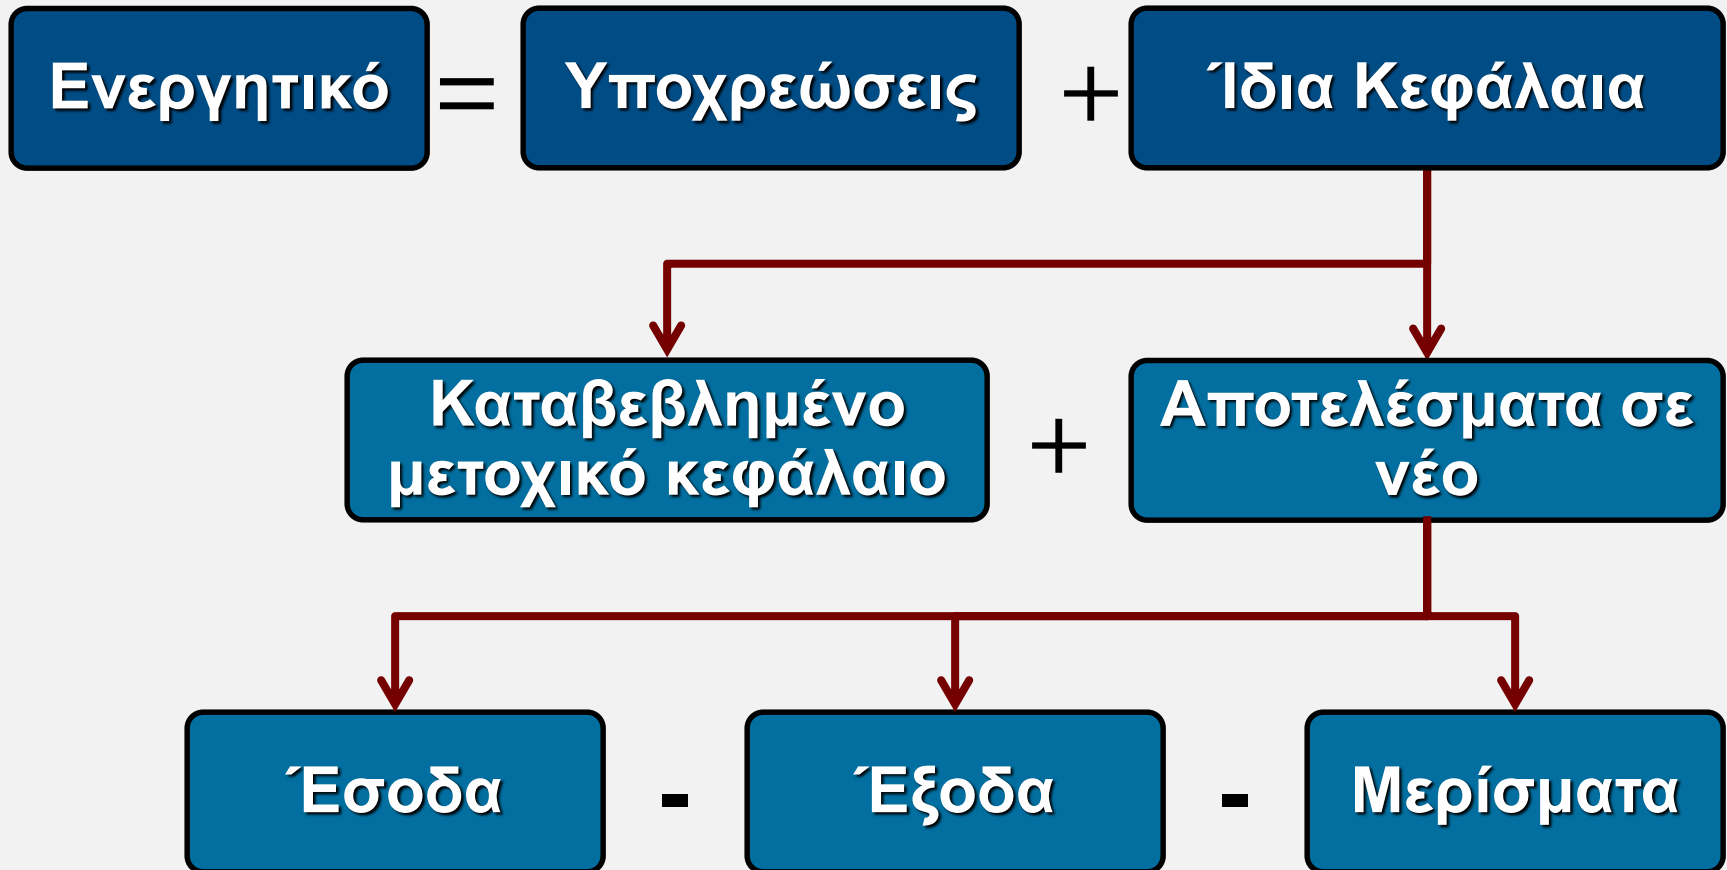 Ενεργητικό = Υποχρεώσεις + Ίδια Κεφάλαια
Καταβεβλημένο
μετοχικό κεφάλαιο
+
Αποτελέσματα σε
νέο
Έσοδα - Έξοδα - Μερίσματα